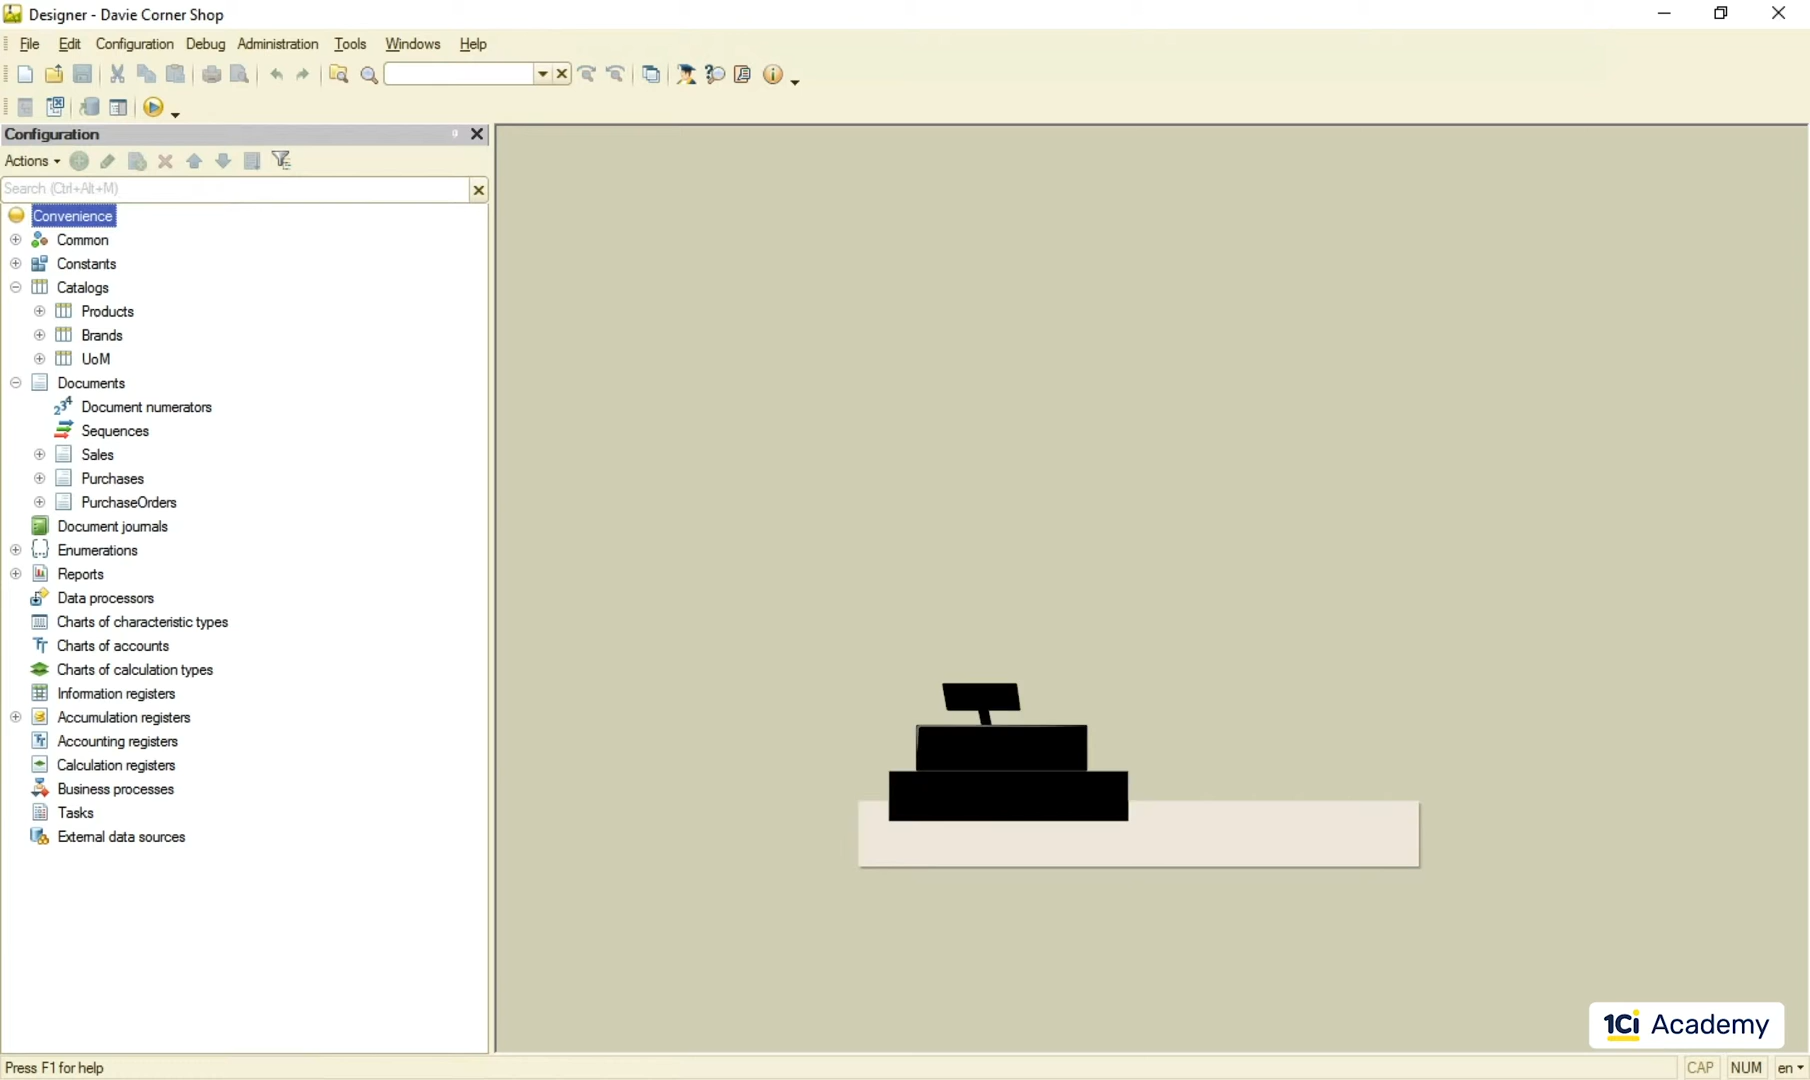 Designer - Davie Corner Shop
File Edit Configuration Debug Administration Tools Windows Help
Configuration
Actions
Search (Ctrl+Alt+M)
Convenience
Common
Constants
Catalogs
Products
Brands
UoM
Documents
Document numerators
Sequences
Sales
Purchases
PurchaseOrders
Document journals
Enumerations
Reports
Data processors
Charts of characteristic types
Charts of accounts
Charts of calculation types
Information registers
Accumulation registers
Accounting registers
Calculation registers
Business processes
Tasks
External data sources
1Ci Academy
Press F1 for help
CAP NUM en